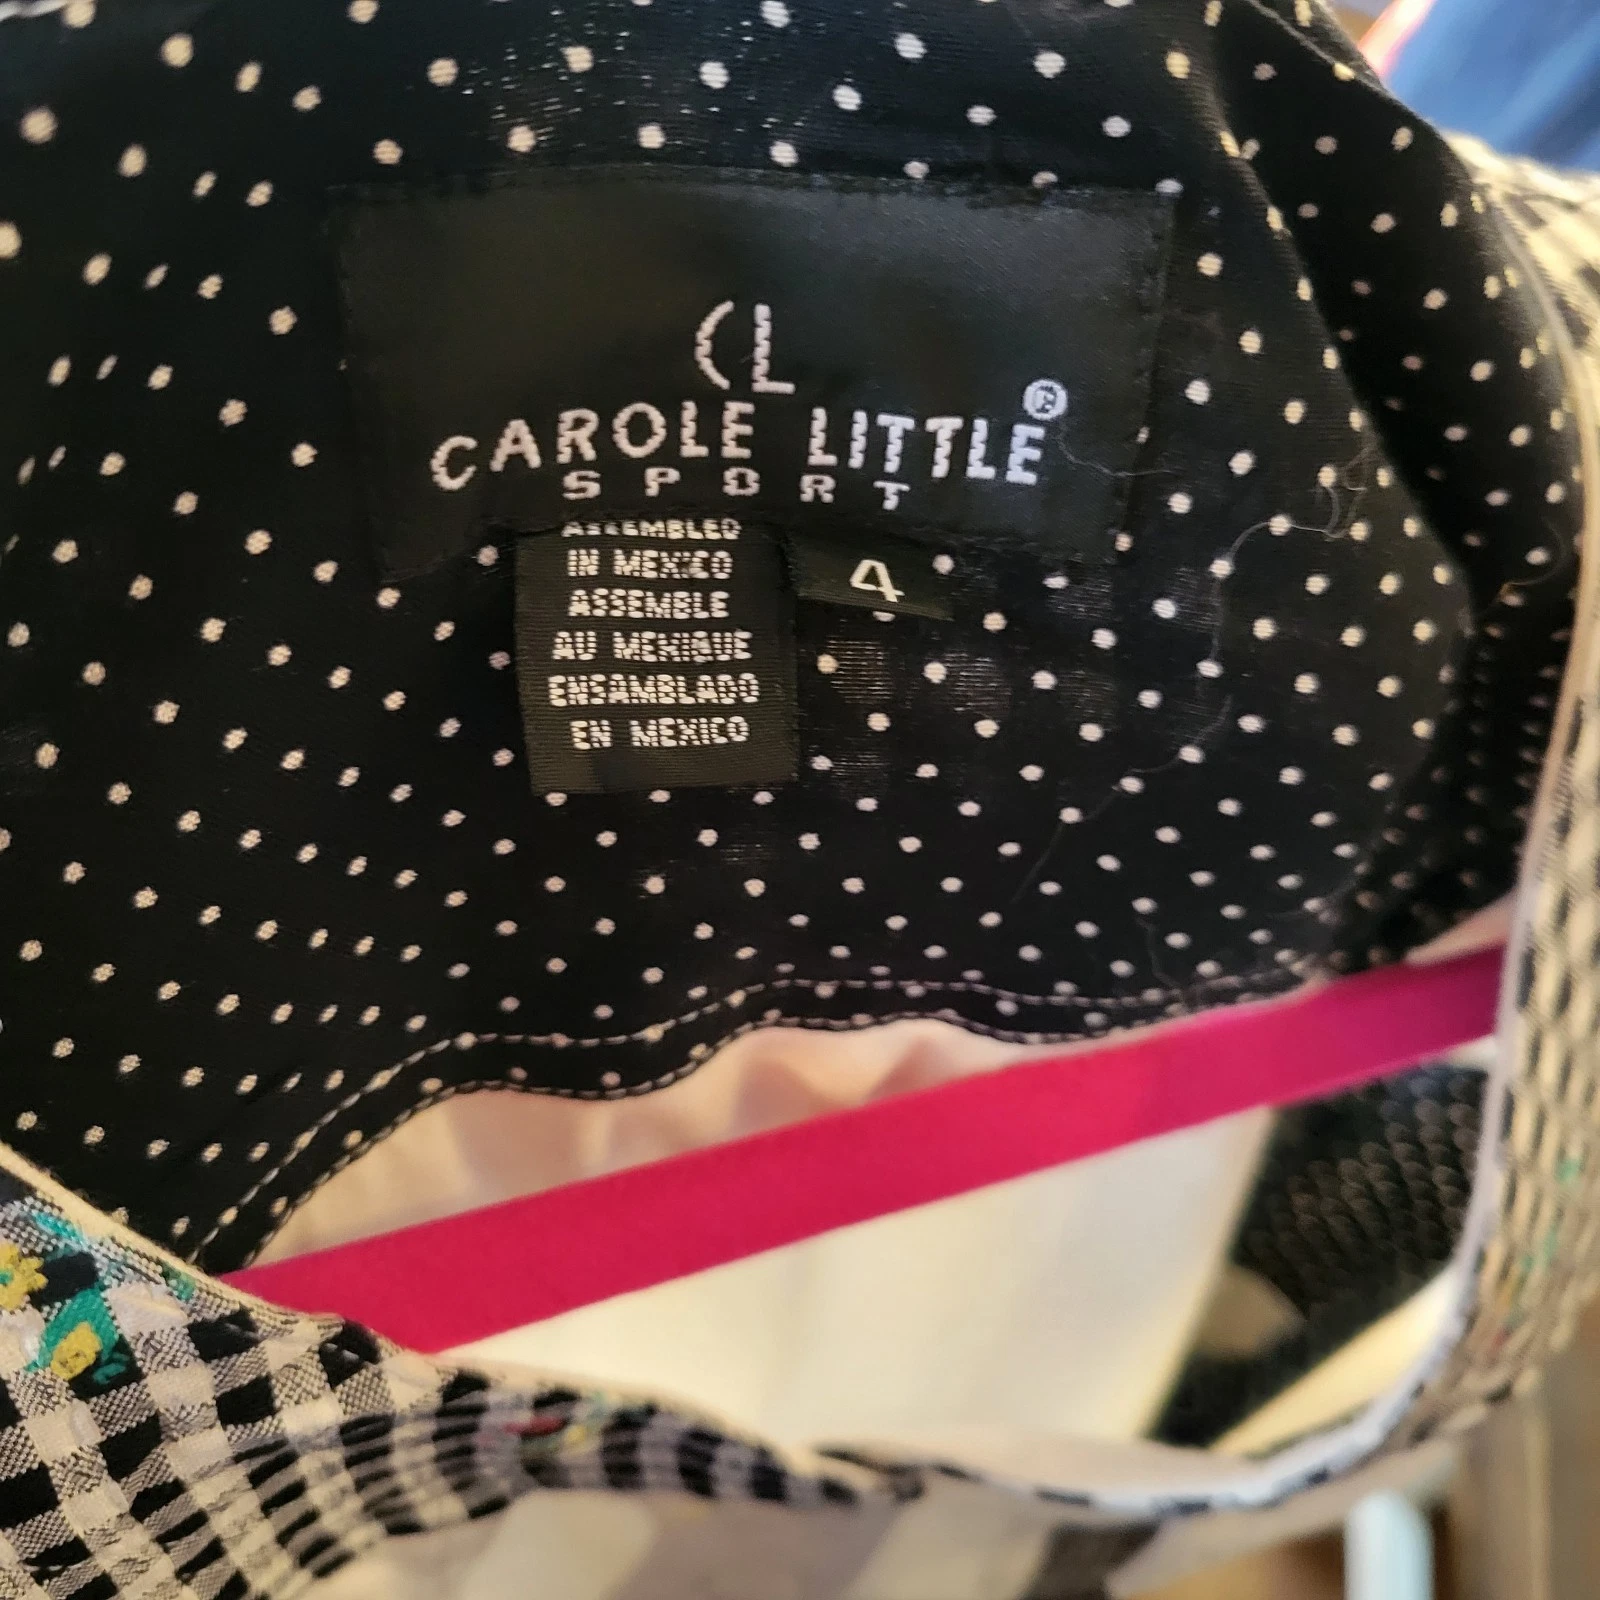 CL
CAROLE LITTLE®
SPORT
4
ASSEMBLED
IN MEXICO
ASSEMBLE
AU MEXIQUE
ENSAMBLADO
EN MEXICO